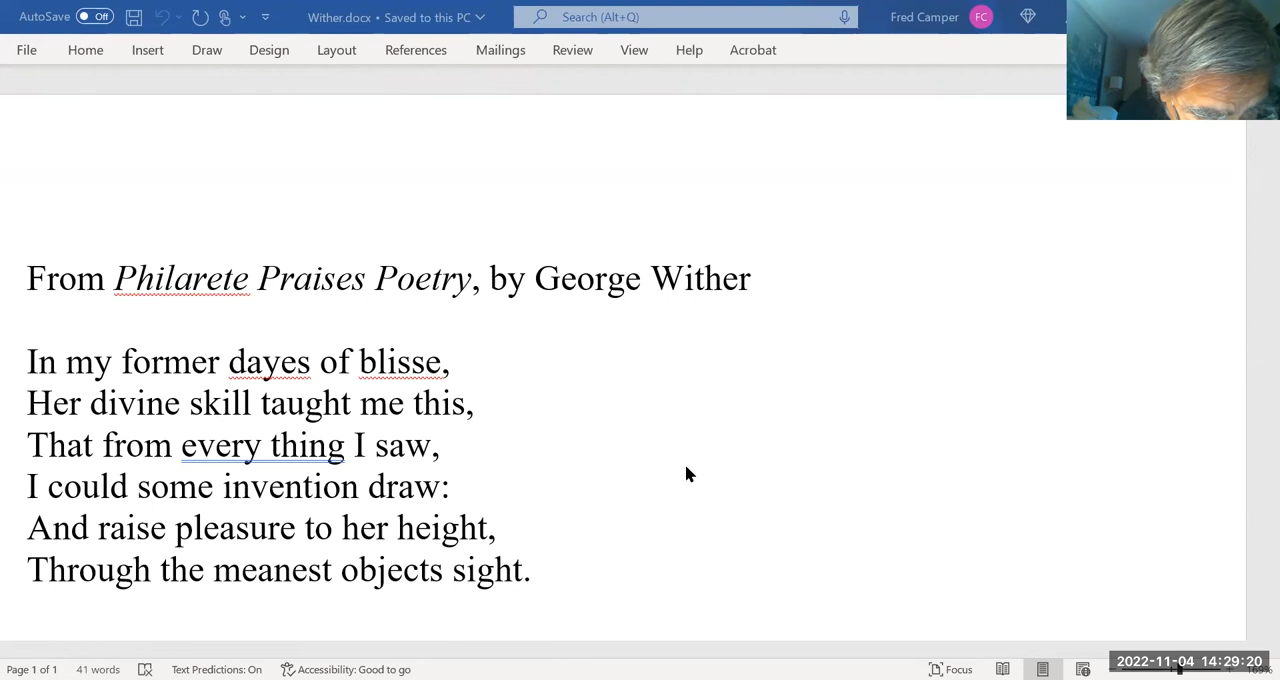 AutoSave Off Wither.docx • Saved to this PC Search (Alt+Q) Fred Camper FC
File Home Insert Draw Design Layout References Mailings Review View Help Acrobat
From Philarete Praises Poetry, by George Wither
In my former dayes of blisse,
Her divine skill taught me this,
That from every thing I saw,
I could some invention draw:
And raise pleasure to her height,
Through the meanest objects sight.
Page 1 of 1 41 words Text Predictions: On Accessibility: Good to go Focus 169%
2022-11-04 14:29:20